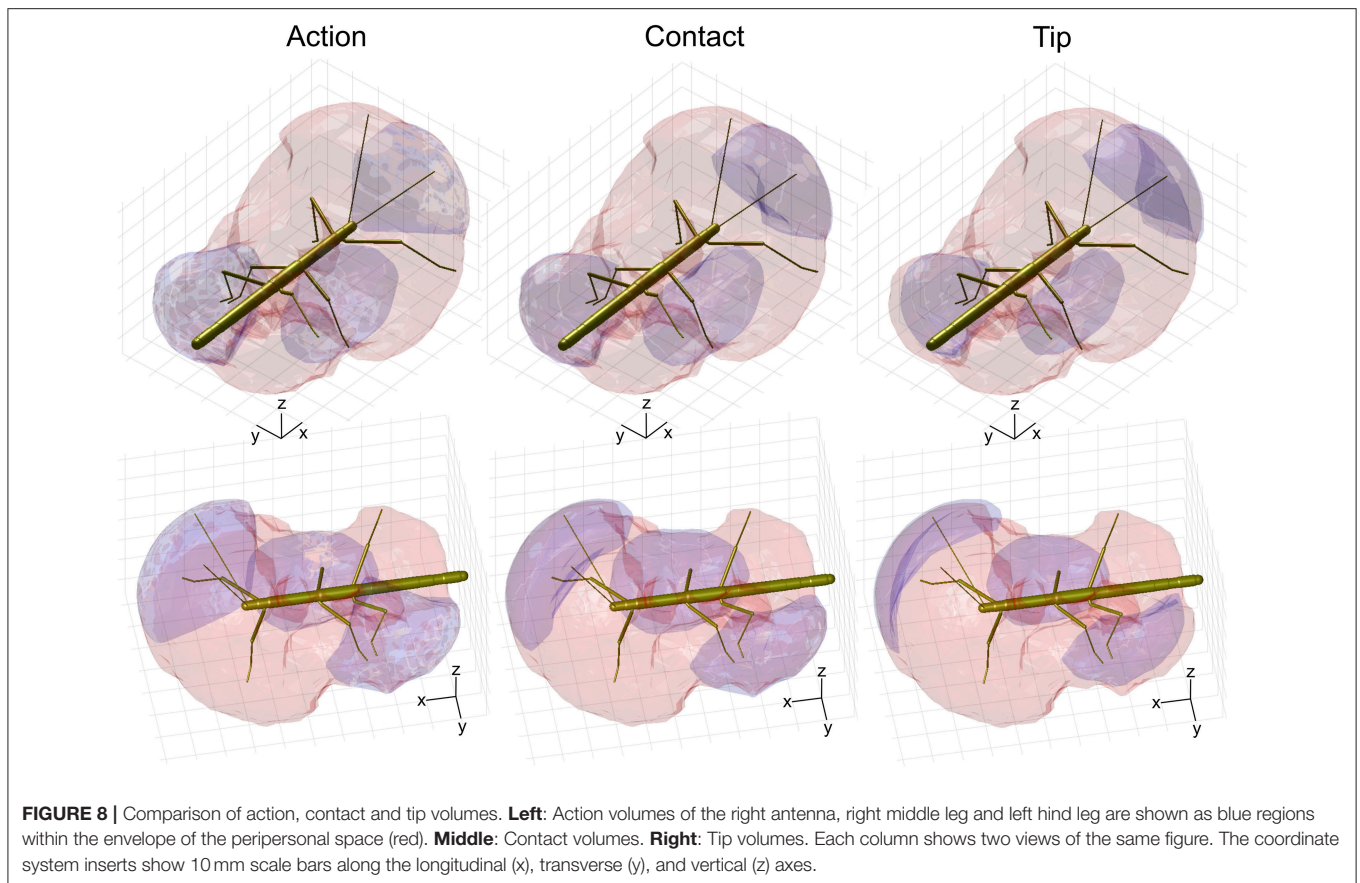 Action
Contact
Tip
z
y
x
z
y
x
z
y
x
z
x
y
z
x
y
z
x
y
FIGURE 8 | Comparison of action, contact and tip volumes. Left: Action volumes of the right antenna, right middle leg and left hind leg are shown as blue regions
within the envelope of the peripersonal space (red). Middle: Contact volumes. Right: Tip volumes. Each column shows two views of the same figure. The coordinate
system inserts show 10 mm scale bars along the longitudinal (x), transverse (y), and vertical (z) axes.